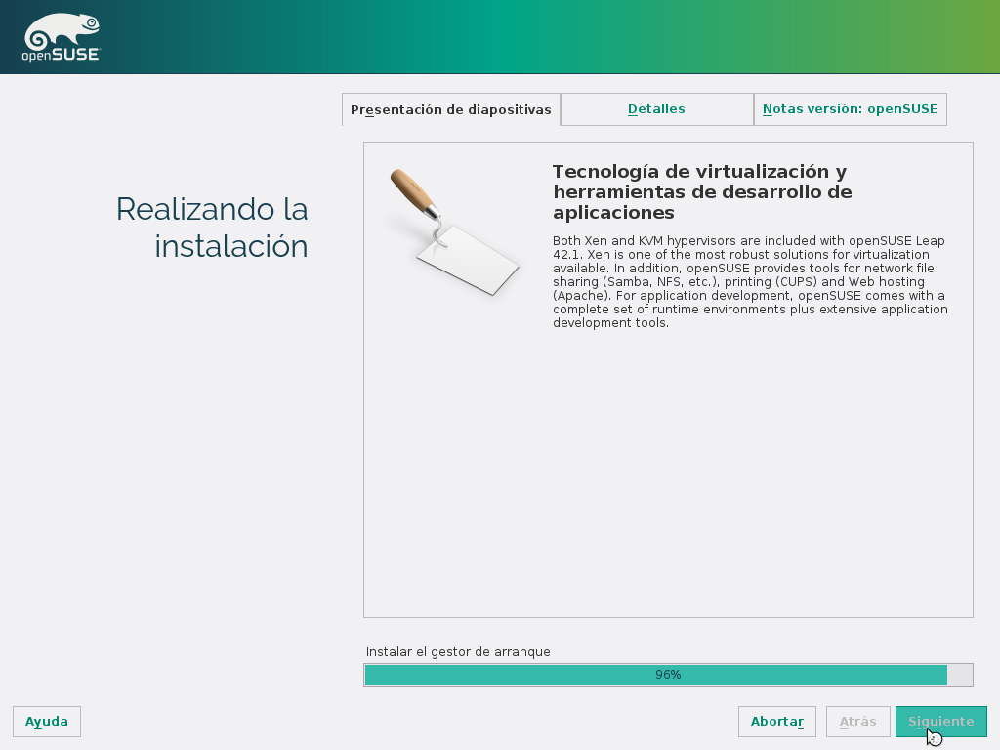 openSUSE
Presentación de diapositivas
Detalles
Notas versión: openSUSE
Realizando la
instalación
Tecnología de virtualización y
herramientas de desarrollo de
aplicaciones
Both Xen and KVM hypervisors are included with openSUSE Leap
42.1. Xen is one of the most robust solutions for virtualization
available. In addition, openSUSE provides tools for network file
sharing (Samba, NFS, etc.), printing (CUPS) and Web hosting
(Apache). For application development, openSUSE comes with a
complete set of runtime environments plus extensive application
development tools.
Instalar el gestor de arranque
96%
Ayuda
Abortar
Atrás
Siguiente